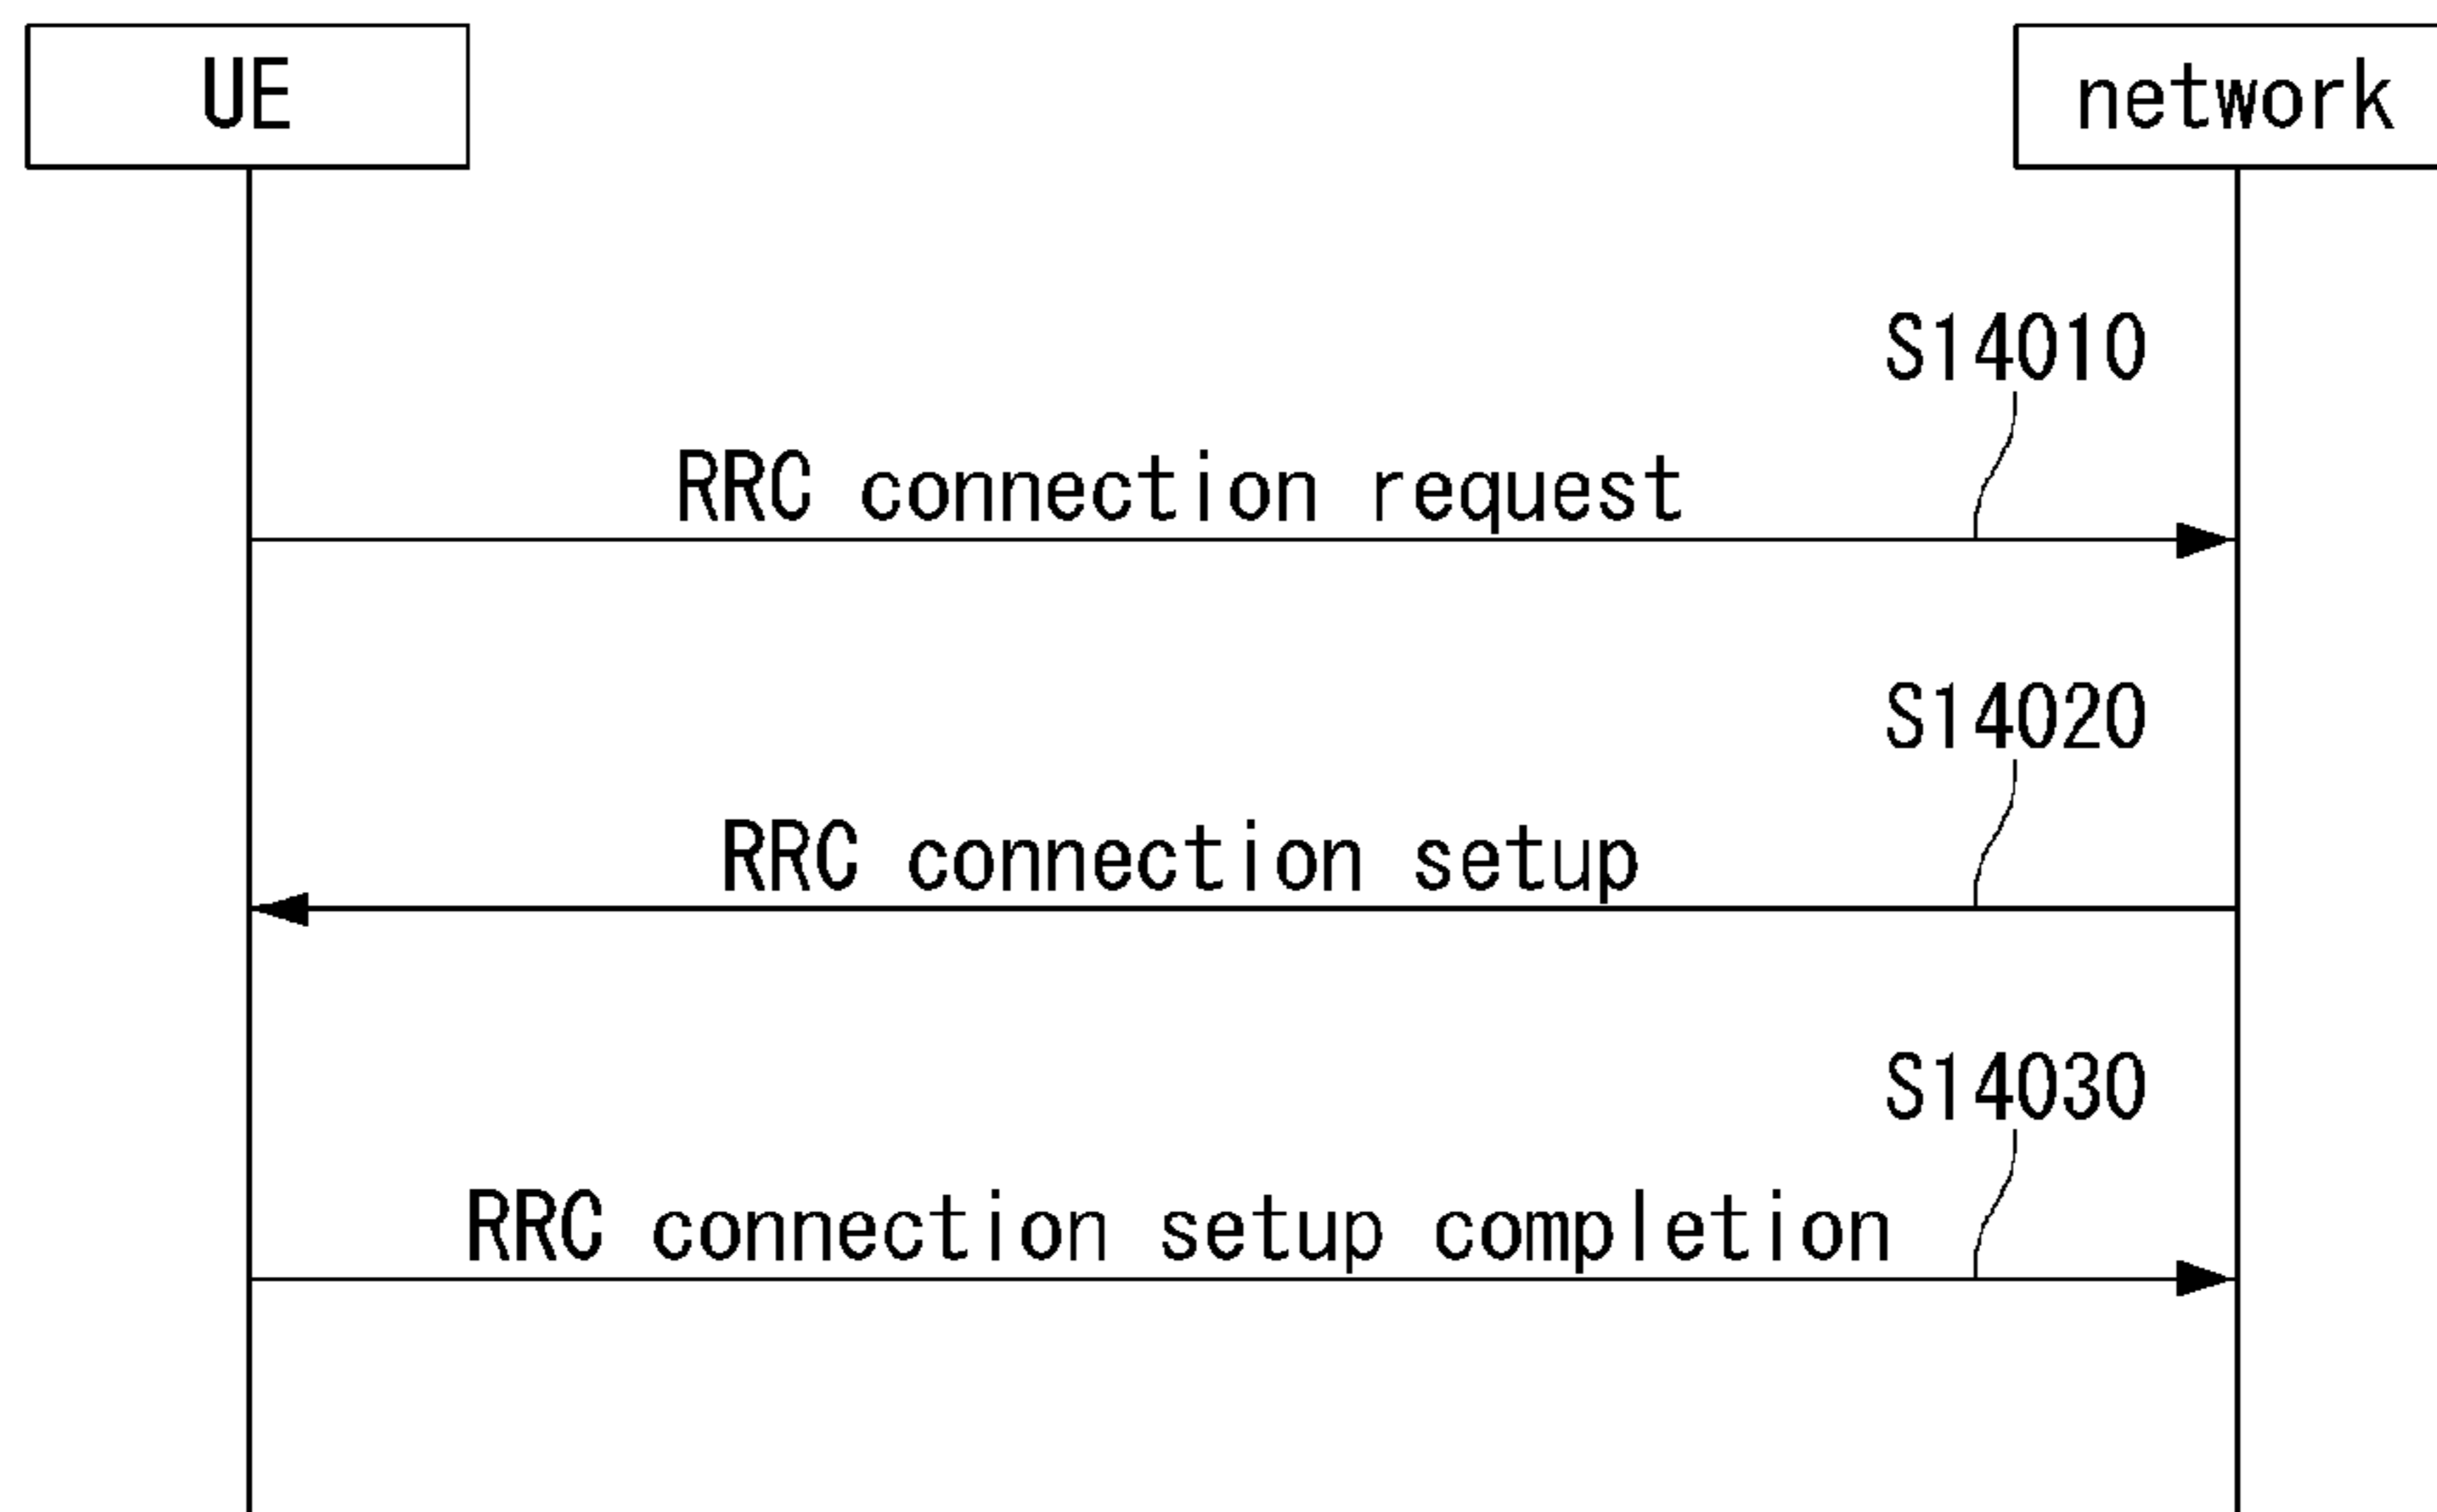 UE
network
S14010
RRC connection request
S14020
RRC connection setup
S14030
RRC connection setup completion